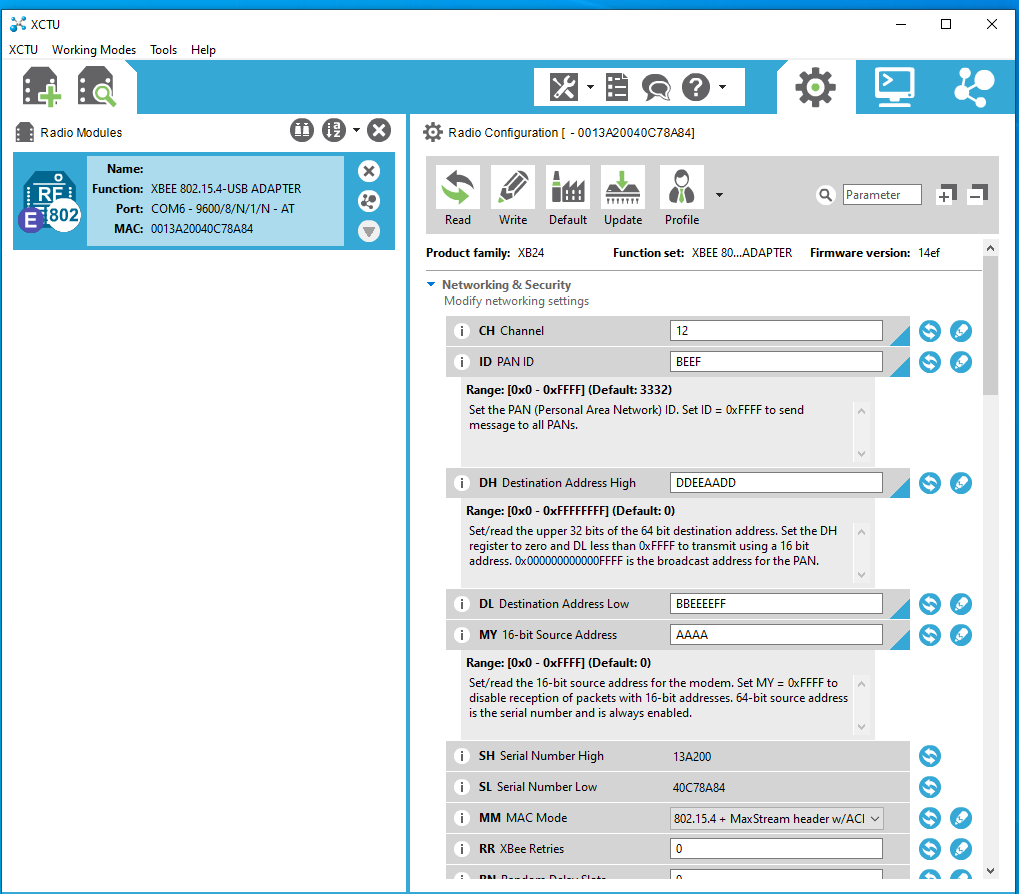 XCTU
XCTU Working Modes Tools Help
Radio Modules
Name:
Function: XBEE 802.15.4-USB ADAPTER
Port: COM6 - 9600/8/N/1/N - AT
MAC: 0013A20040C78A84
RF
E 802
Radio Configuration [ - 0013A20040C78A84]
Read Write Default Update Profile
Parameter
Product family: XB24 Function set: XBEE 80...ADAPTER Firmware version: 14ef
Networking & Security
Modify networking settings
i CH Channel 12
i ID PAN ID BEEF
Range: [0x0 - 0xFFFF] (Default: 3332)
Set the PAN (Personal Area Network) ID. Set ID = 0xFFFF to send
message to all PANs.
i DH Destination Address High DDEEAADD
Range: [0x0 - 0xFFFFFFFF] (Default: 0)
Set/read the upper 32 bits of the 64 bit destination address. Set the DH
register to zero and DL less than 0xFFFF to transmit using a 16 bit
address. 0x000000000000FFFF is the broadcast address for the PAN.
i DL Destination Address Low BBEEEEFF
i MY 16-bit Source Address AAAA
Range: [0x0 - 0xFFFF] (Default: 0)
Set/read the 16-bit source address for the modem. Set MY = 0xFFFF to
disable reception of packets with 16-bit addresses. 64-bit source address
is the serial number and is always enabled.
i SH Serial Number High 13A200
i SL Serial Number Low 40C78A84
i MM MAC Mode 802.15.4 + MaxStream header w/ACI
i RR XBee Retries 0
i RN Random Delay Slots 0